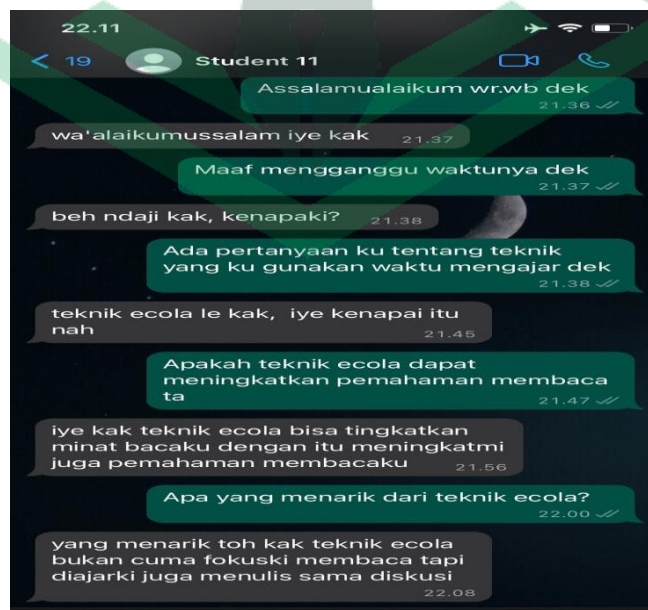 22.11
19 Student 11
Assalamualaikum wr.wb dek
21.36
wa'alaikumussalam iye kak 21.37
Maaf mengganggu waktunya dek
21.37
beh ndaji kak, kenapaki? 21.38
Ada pertanyaan ku tentang teknik
yang ku gunakan waktu mengajar dek
21.38
teknik ecola le kak, iye kenapai itu
nah 21.45
Apakah teknik ecola dapat
meningkatkan pemahaman membaca
ta 21.47
iye kak teknik ecola bisa tingkatkan
minat bacaku dengan itu meningkatmi
juga pemahaman membacaku 21.56
Apa yang menarik dari teknik ecola?
22.00
yang menarik toh kak teknik ecola
bukan cuma fokuski membaca tapi
diajarki juga menulis sama diskusi
22.08